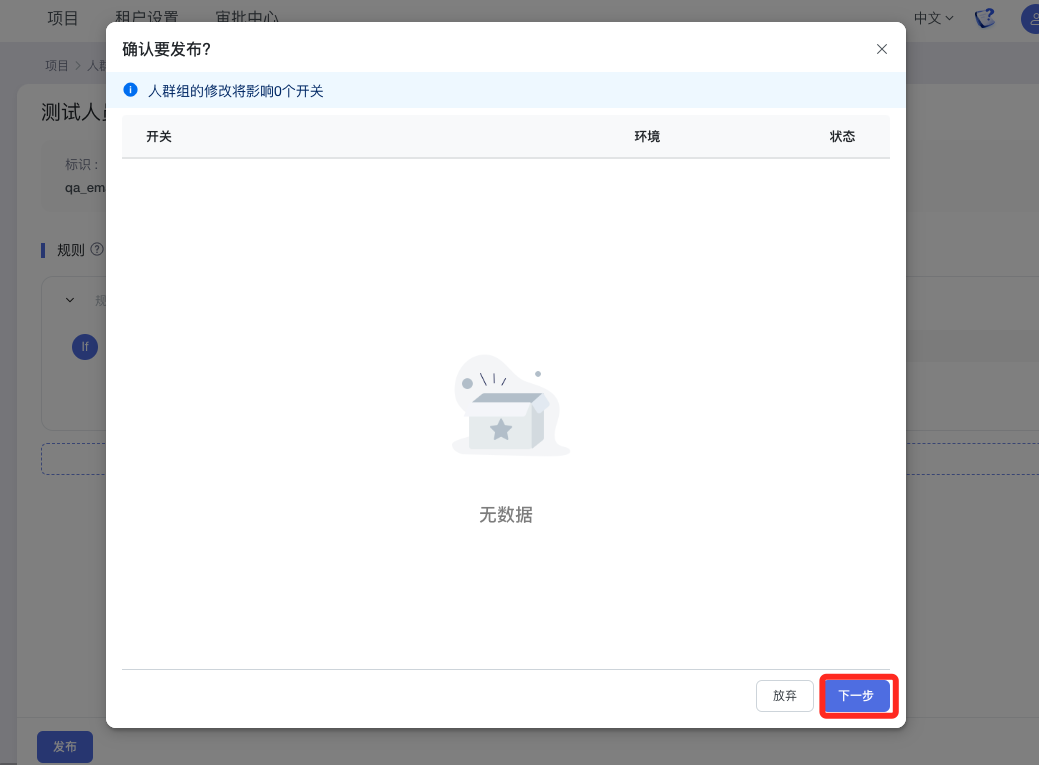 项目 租户设置 审批中心 中文
项目 > 人群
确认要发布?
人群组的修改将影响0个开关
测试人员
开关 环境 状态
标识：
qa_em
规则
规
If
无数据
放弃 下一步
发布